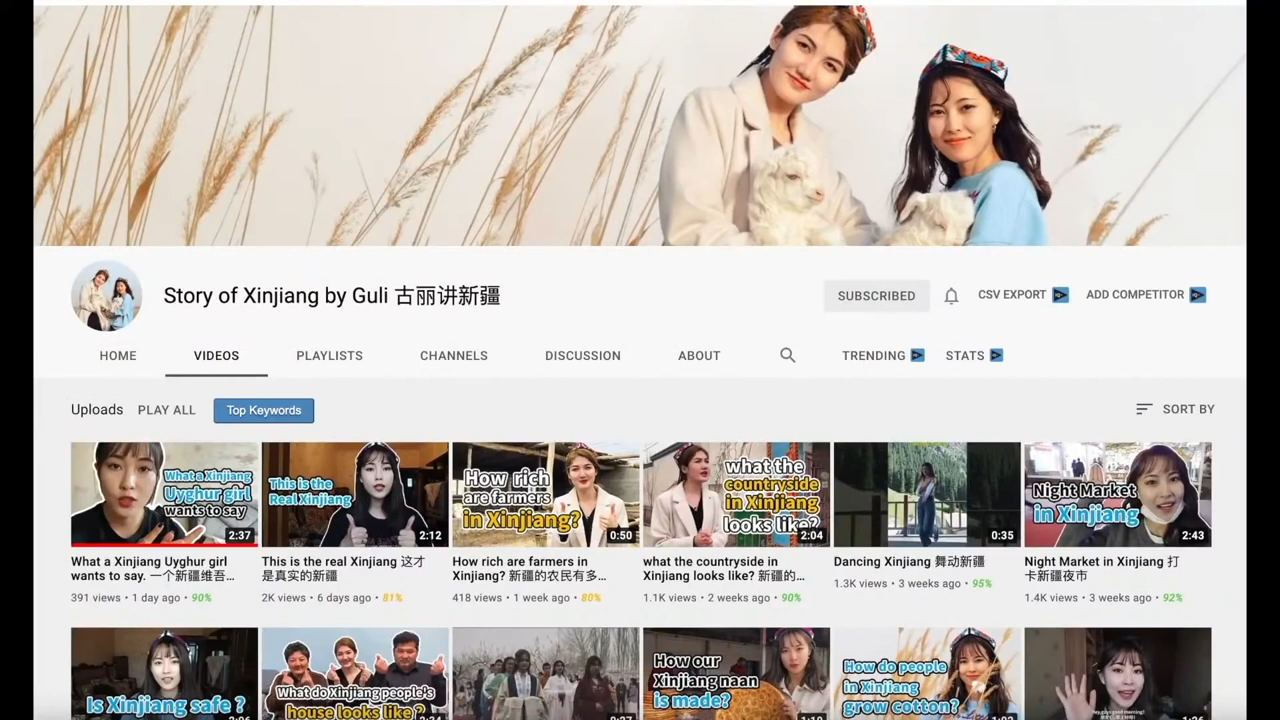 Story of Xinjiang by Guli 古丽讲新疆
SUBSCRIBED
CSV EXPORT
ADD COMPETITOR
HOME
VIDEOS
PLAYLISTS
CHANNELS
DISCUSSION
ABOUT
TRENDING
STATS
Uploads
PLAY ALL
Top Keywords
SORT BY
What a Xinjiang
Uyghur girl
wants to say
2:37
This is the
Real Xinjiang
2:12
How rich
are farmers
in Xinjiang?
0:50
what the
countryside
in Xinjiang
looks like?
2:04
0:35
Night Market
in Xinjiang
2:43
What a Xinjiang Uyghur girl
wants to say. 一个新疆维吾...
391 views • 1 day ago • 90%
This is the real Xinjiang 这才
是真实的新疆
2K views • 6 days ago • 81%
How rich are farmers in
Xinjiang? 新疆的农民有多...
418 views • 1 week ago • 80%
what the countryside in
Xinjiang looks like? 新疆的...
1.1K views • 2 weeks ago • 90%
Dancing Xinjiang 舞动新疆
1.3K views • 3 weeks ago • 95%
Night Market in Xinjiang 打
卡新疆夜市
1.4K views • 3 weeks ago • 92%
Is Xinjiang safe ?
What do Xinjiang people's
house looks like ?
How our
Xinjiang naan
is made?
How do people
in Xinjiang
grow cotton?